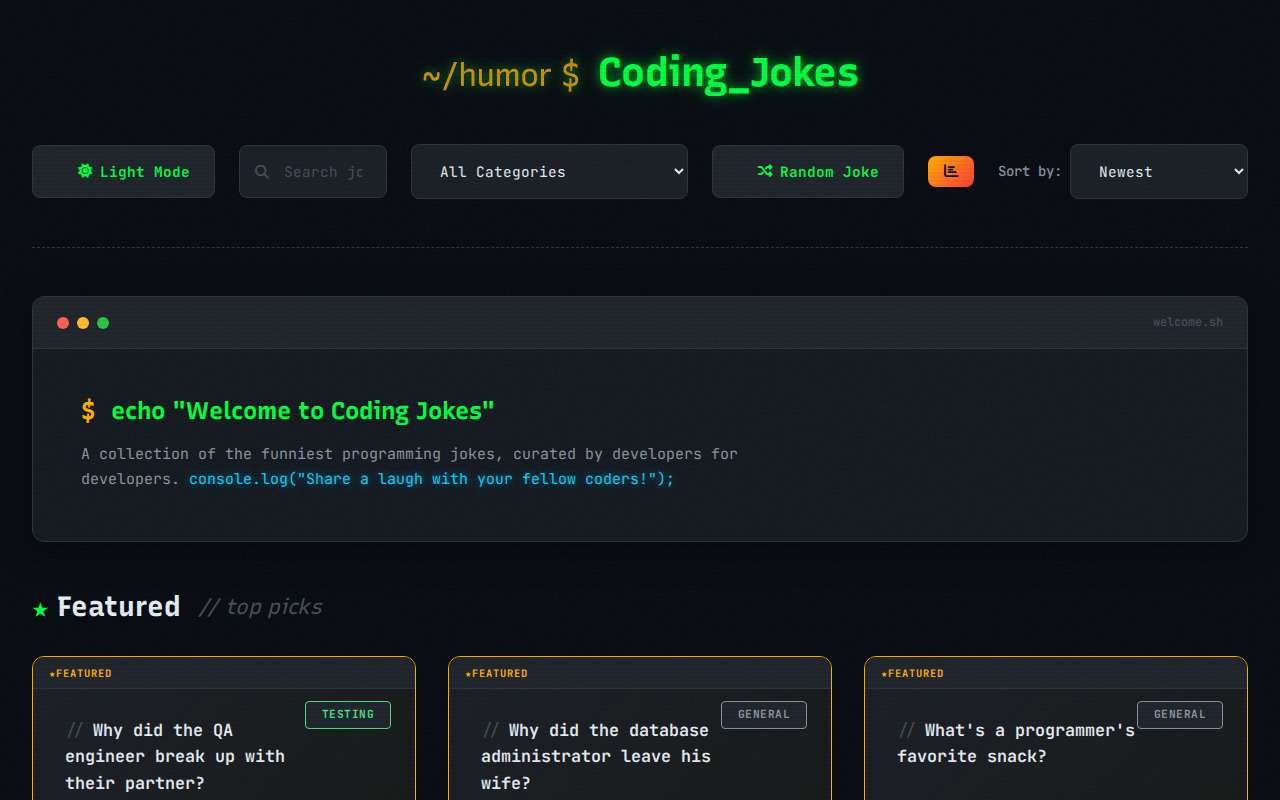 ~/humor $ Coding_Jokes
Light Mode
Search jo
All Categories
Random Joke
Sort by:
Newest
welcome.sh
$ echo "Welcome to Coding Jokes"
A collection of the funniest programming jokes, curated by developers for
developers. console.log("Share a laugh with your fellow coders!");
★ Featured // top picks
★FEATURED
TESTING
// Why did the QA
engineer break up with
their partner?
★FEATURED
GENERAL
// Why did the database
administrator leave his
wife?
★FEATURED
GENERAL
// What's a programmer's
favorite snack?